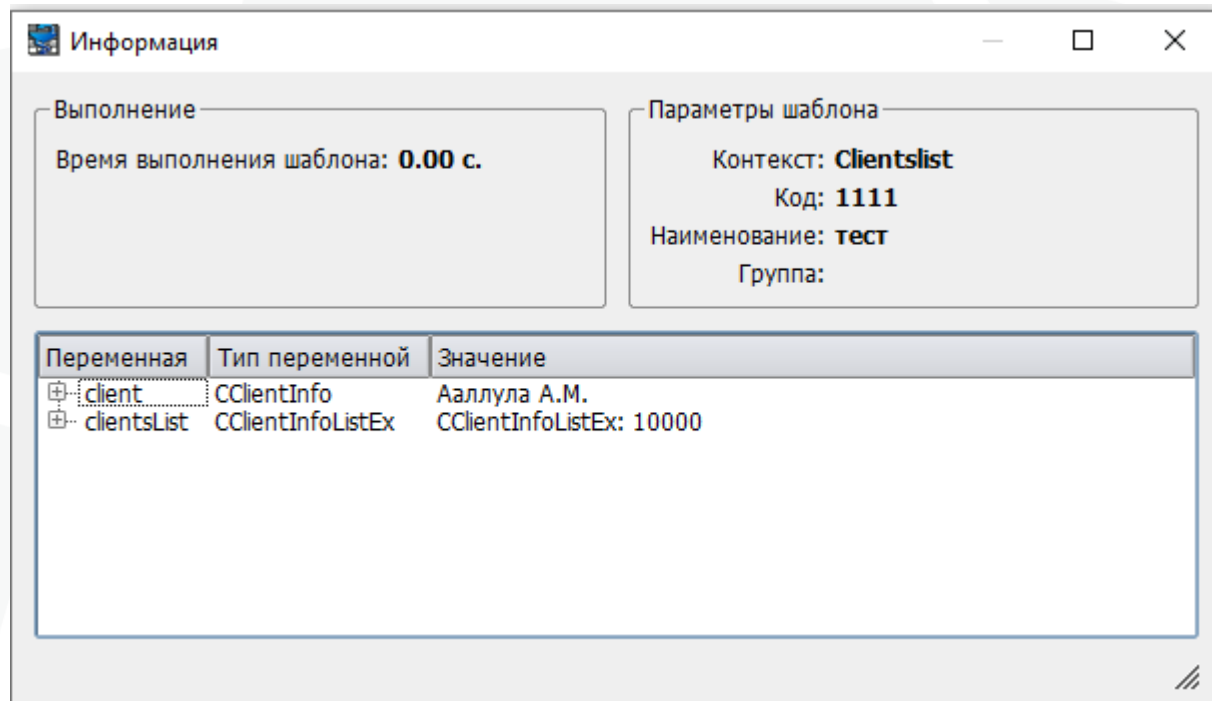 Информация
Выполнение
Время выполнения шаблона: 0.00 с.
Параметры шаблона
Контекст: Clientslist
Код: 1111
Наименование: тест
Группа:
Переменная Тип переменной Значение
client CClientInfo Ааллула А.М.
clientsList CClientInfoListEx CClientInfoListEx: 10000